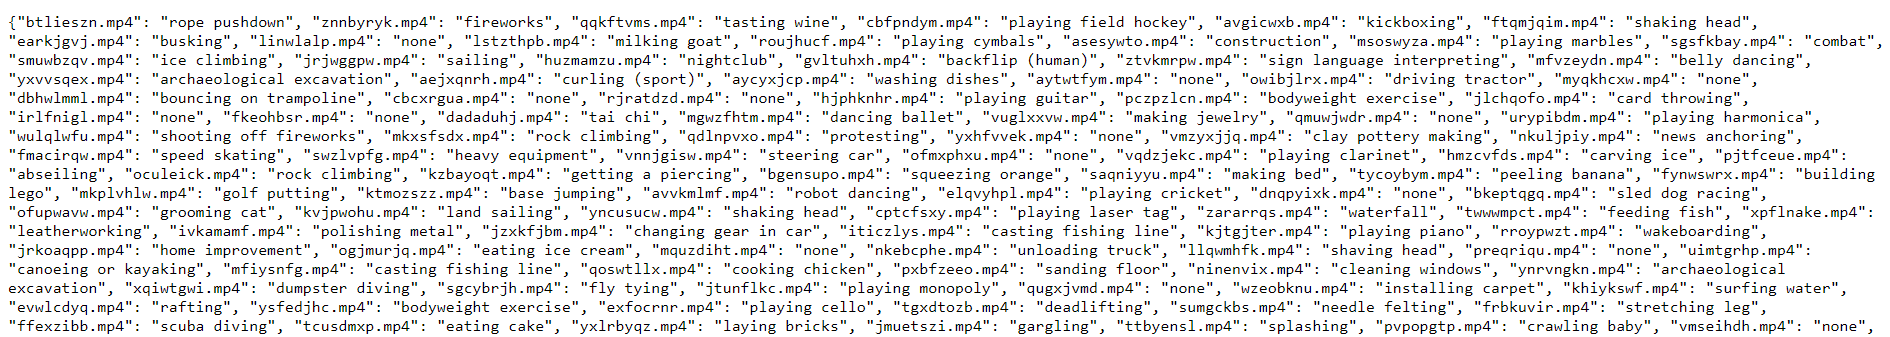 {"btlieszn.mp4": "rope pushdown", "znnbyryk.mp4": "fireworks", "qqkftvms.mp4": "tasting wine", "cbfpndym.mp4": "playing field hockey", "avgicwxb.mp4": "kickboxing", "ftqmjqim.mp4": "shaking head",
"earkjgvj.mp4": "busking", "linwlalp.mp4": "none", "lstzthpb.mp4": "milking goat", "roujhucf.mp4": "playing cymbals", "asesywto.mp4": "construction", "msoswyza.mp4": "playing marbles", "sgsfkbay.mp4": "combat",
"smuwbzqv.mp4": "ice climbing", "jrjwggpw.mp4": "sailing", "huzmamzu.mp4": "nightclub", "gvltuhxh.mp4": "backflip (human)", "ztvkmrpw.mp4": "sign language interpreting", "mfvzeydn.mp4": "belly dancing",
"yxvvsqex.mp4": "archaeological excavation", "aejxqnrh.mp4": "curling (sport)", "aycyxjcp.mp4": "washing dishes", "aytwtfym.mp4": "none", "owibjlrx.mp4": "driving tractor", "myqkhcxw.mp4": "none",
"dbhwlmml.mp4": "bouncing on trampoline", "cbcxrgua.mp4": "none", "rjratdzd.mp4": "none", "hjphknhr.mp4": "playing guitar", "pczpzlcn.mp4": "bodyweight exercise", "jlchqofo.mp4": "card throwing",
"irlfnigl.mp4": "none", "fkeohbsr.mp4": "none", "dadaduhj.mp4": "tai chi", "mgwzfhtm.mp4": "dancing ballet", "vuglxxvw.mp4": "making jewelry", "qmuwjwdr.mp4": "none", "urypibdm.mp4": "playing harmonica",
"wulqlwfu.mp4": "shooting off fireworks", "mkxsfsdx.mp4": "rock climbing", "qdlnpvxo.mp4": "protesting", "yxhfvvek.mp4": "none", "vmzyxjjq.mp4": "clay pottery making", "nkuljpiy.mp4": "news anchoring",
"fmacirqw.mp4": "speed skating", "swzlvpfg.mp4": "heavy equipment", "vnnjgisw.mp4": "steering car", "ofmxphxu.mp4": "none", "vqdzjekc.mp4": "playing clarinet", "hmzcvfds.mp4": "carving ice", "pjtfceue.mp4":
"abseiling", "oculeick.mp4": "rock climbing", "kzbayoqt.mp4": "getting a piercing", "bgensupo.mp4": "squeezing orange", "saqniyyu.mp4": "making bed", "tycoybym.mp4": "peeling banana", "fynwswrx.mp4": "building
lego", "mkplvhlw.mp4": "golf putting", "ktmozszz.mp4": "base jumping", "avvkmlmf.mp4": "robot dancing", "elqvyhpl.mp4": "playing cricket", "dnqpyixk.mp4": "none", "bkeptqgq.mp4": "sled dog racing",
"ofupwavw.mp4": "grooming cat", "kvjpwohu.mp4": "land sailing", "yncusucw.mp4": "shaking head", "cptcfsxy.mp4": "playing laser tag", "zararrqs.mp4": "waterfall", "twwwmpct.mp4": "feeding fish", "xpflnake.mp4":
"leatherworking", "ivkamamf.mp4": "polishing metal", "jzxkfjbm.mp4": "changing gear in car", "iticzlys.mp4": "casting fishing line", "kjtgjter.mp4": "playing piano", "rroypwzt.mp4": "wakeboarding",
"jrkoaqpp.mp4": "home improvement", "ogjmurjq.mp4": "eating ice cream", "mquzdiht.mp4": "none", "nkebcphe.mp4": "unloading truck", "llqwmhfk.mp4": "shaving head", "preqriqu.mp4": "none", "uimtgrhp.mp4":
"canoeing or kayaking", "mfiysnfg.mp4": "casting fishing line", "qoswtllx.mp4": "cooking chicken", "pxbfzeeo.mp4": "sanding floor", "ninenvix.mp4": "cleaning windows", "ynrvngkn.mp4": "archaeological
excavation", "xqiwtgwi.mp4": "dumpster diving", "sgcybrjh.mp4": "fly tying", "jtunflkc.mp4": "playing monopoly", "qugxjvmd.mp4": "none", "wzeobknu.mp4": "installing carpet", "khiykswf.mp4": "surfing water",
"evwlcdyq.mp4": "rafting", "ysfedjhc.mp4": "bodyweight exercise", "exfocrnr.mp4": "playing cello", "tgxdtozb.mp4": "deadlifting", "sumgckbs.mp4": "needle felting", "frbkuvir.mp4": "stretching leg",
"ffexzibb.mp4": "scuba diving", "tcusdmxp.mp4": "eating cake", "yxlrbyqz.mp4": "laying bricks", "jmuetszi.mp4": "gargling", "ttbyensl.mp4": "splashing", "pvpopgtp.mp4": "crawling baby", "vmseihdh.mp4": "none",